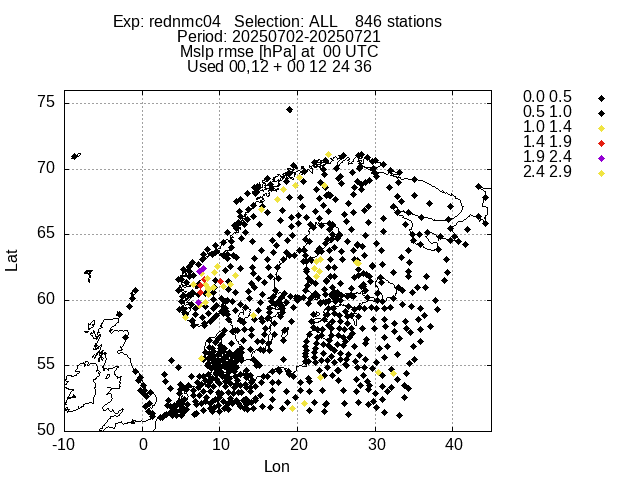 Exp: rednmc04   Selection: ALL    846 stations
Period: 20250702-20250721
Mslp rmse [hPa] at  00 UTC
Used 00,12 + 00 12 24 36
0.0 0.5
0.5 1.0
1.0 1.4
1.4 1.9
1.9 2.4
2.4 2.9
75
70
65
60
55
50
Lat
-10 0 10 20 30 40
Lon